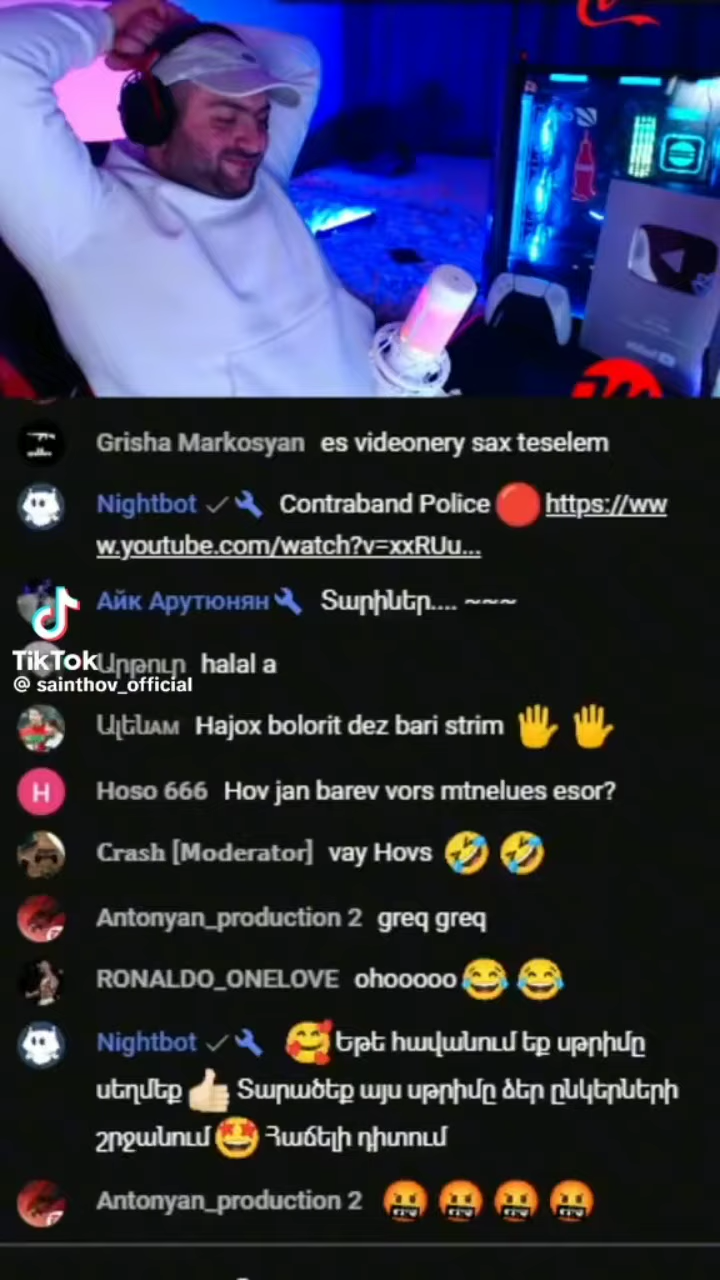 Grisha Markosyan es videonery sax teselem
Nightbot Contraband Police 🔴 https://ww
w.youtube.com/watch?v=xxRUu...
Айк Арутюнян Տարիներ.... ~~~
TikTok Արթուր halal a
@ sainthov_official
ԱլենAM Hajox bolorit dez bari strim 🖐 🖐
H Hoso 666 Hov jan barev vors mtnelues esor?
Crash [Moderator] vay Hovs 🤣 🤣
Antonyan_production 2 greq greq
RONALDO_ONELOVE ohooooo 😂 😂
Nightbot 🥰 Եթե հավանում եք սթրիմը
սեղմեք 👍🏻 Տարածեք այս սթրիմը ձեր ընկերների
շրջանում 🤩 Հաճելի դիտում
Antonyan_production 2 🤬 🤬 🤬 🤬